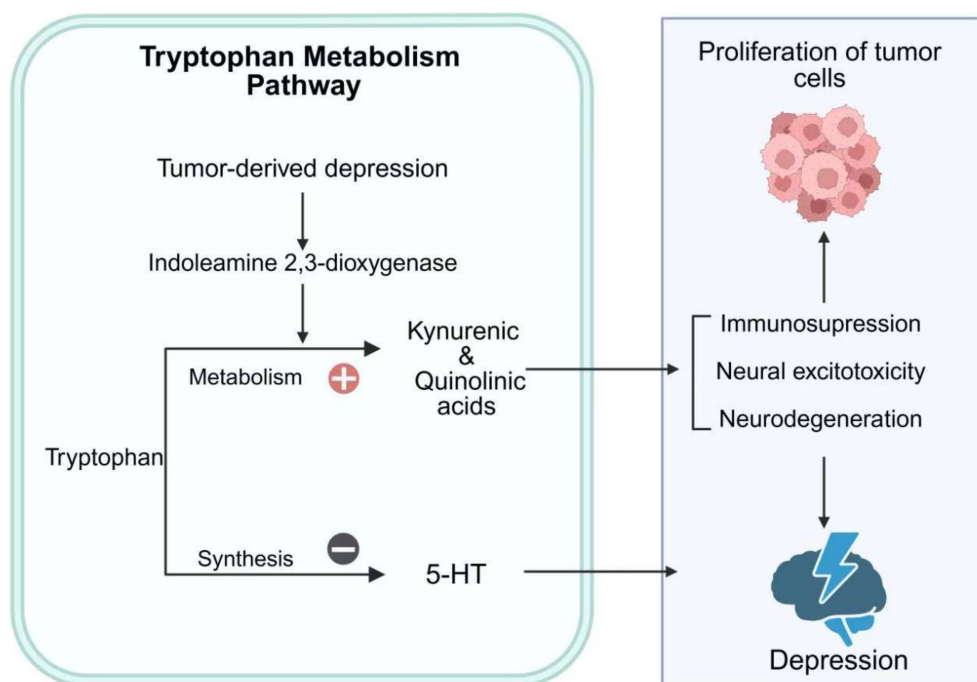 Tryptophan Metabolism
Pathway
Tumor-derived depression
Indoleamine 2,3-dioxygenase
Metabolism
Kynurenic
&
Quinolinic
acids
Tryptophan
Synthesis
5-HT
Proliferation of tumor
cells
Immunosupression
Neural excitotoxicity
Neurodegeneration
Depression